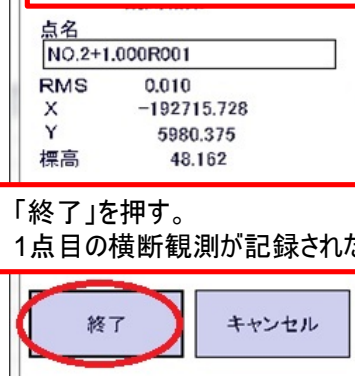 点名
NO.2+1.000R001
RMS 0.010
X -192715.728
Y 5980.375
標高 48.162
「終了」を押す。
1点目の横断観測が記録された
終了 キャンセル